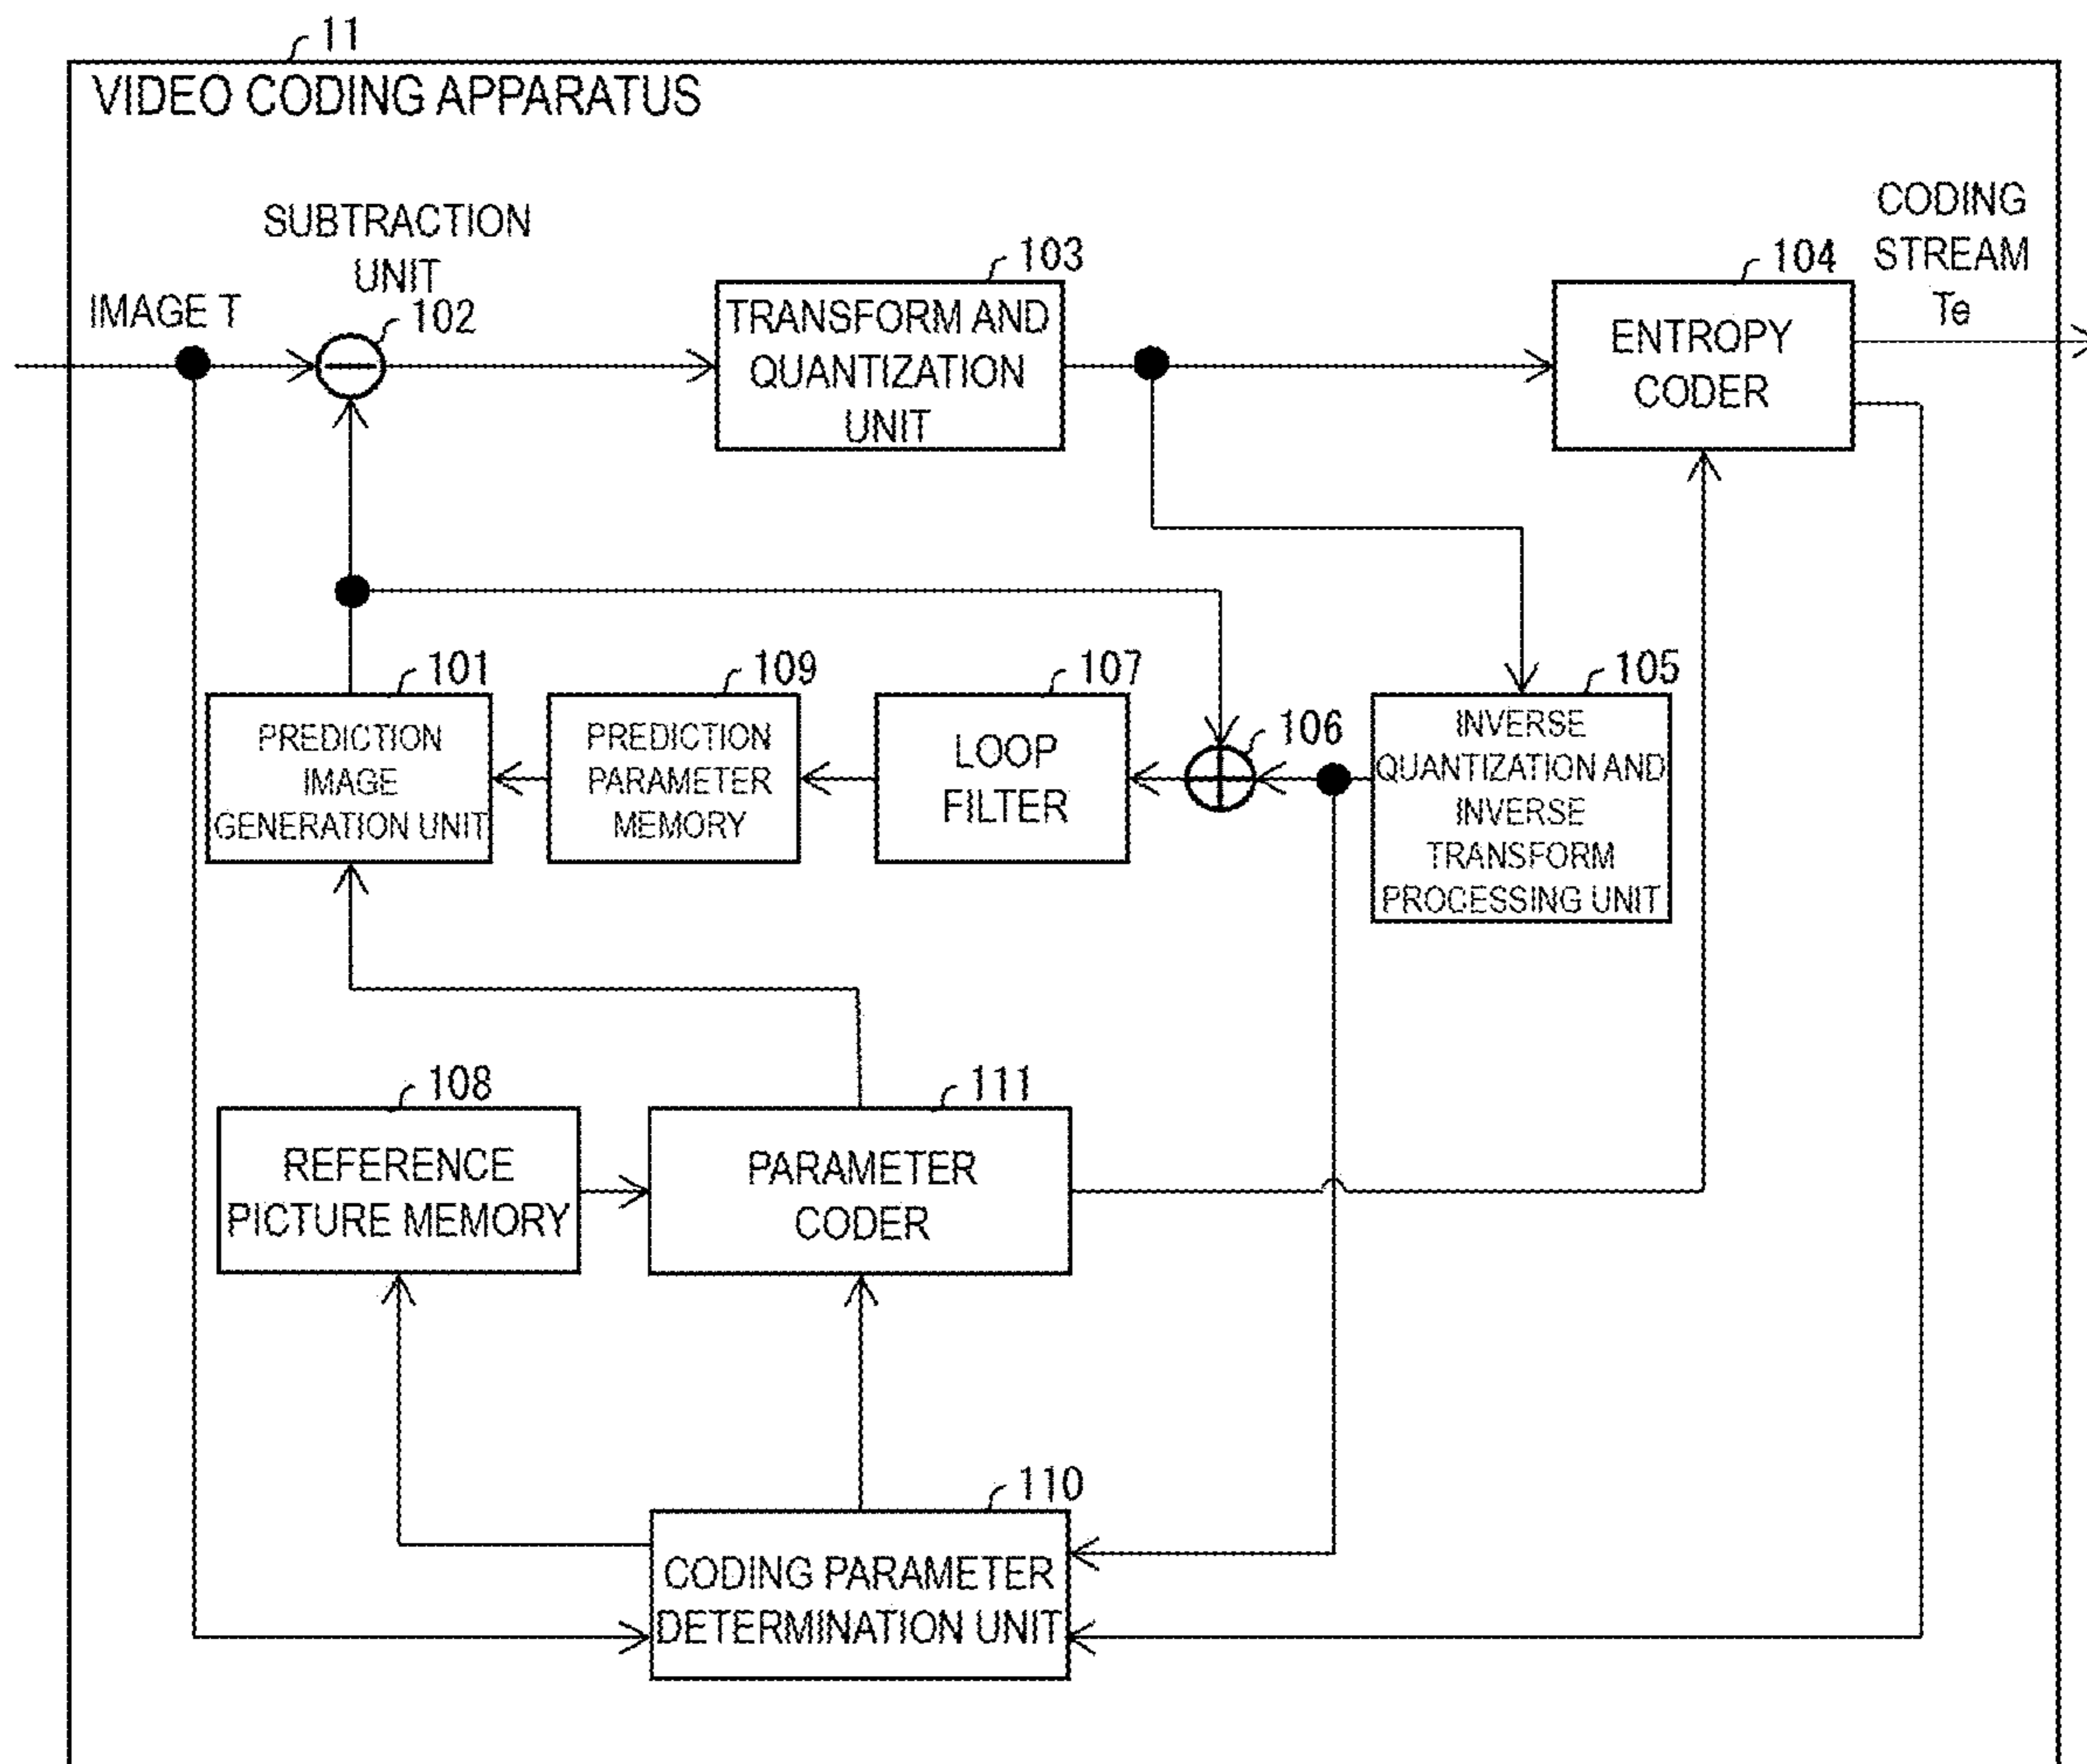 11
VIDEO CODING APPARATUS
SUBTRACTION
UNIT
IMAGE T
102
103
TRANSFORM AND
QUANTIZATION
UNIT
104
ENTROPY
CODER
CODING
STREAM
Te
101
PREDICTION
IMAGE
GENERATION UNIT
109
PREDICTION
PARAMETER
MEMORY
107
LOOP
FILTER
106
105
INVERSE
QUANTIZATION AND
INVERSE
TRANSFORM
PROCESSING UNIT
108
REFERENCE
PICTURE MEMORY
111
PARAMETER
CODER
110
CODING PARAMETER
DETERMINATION UNIT